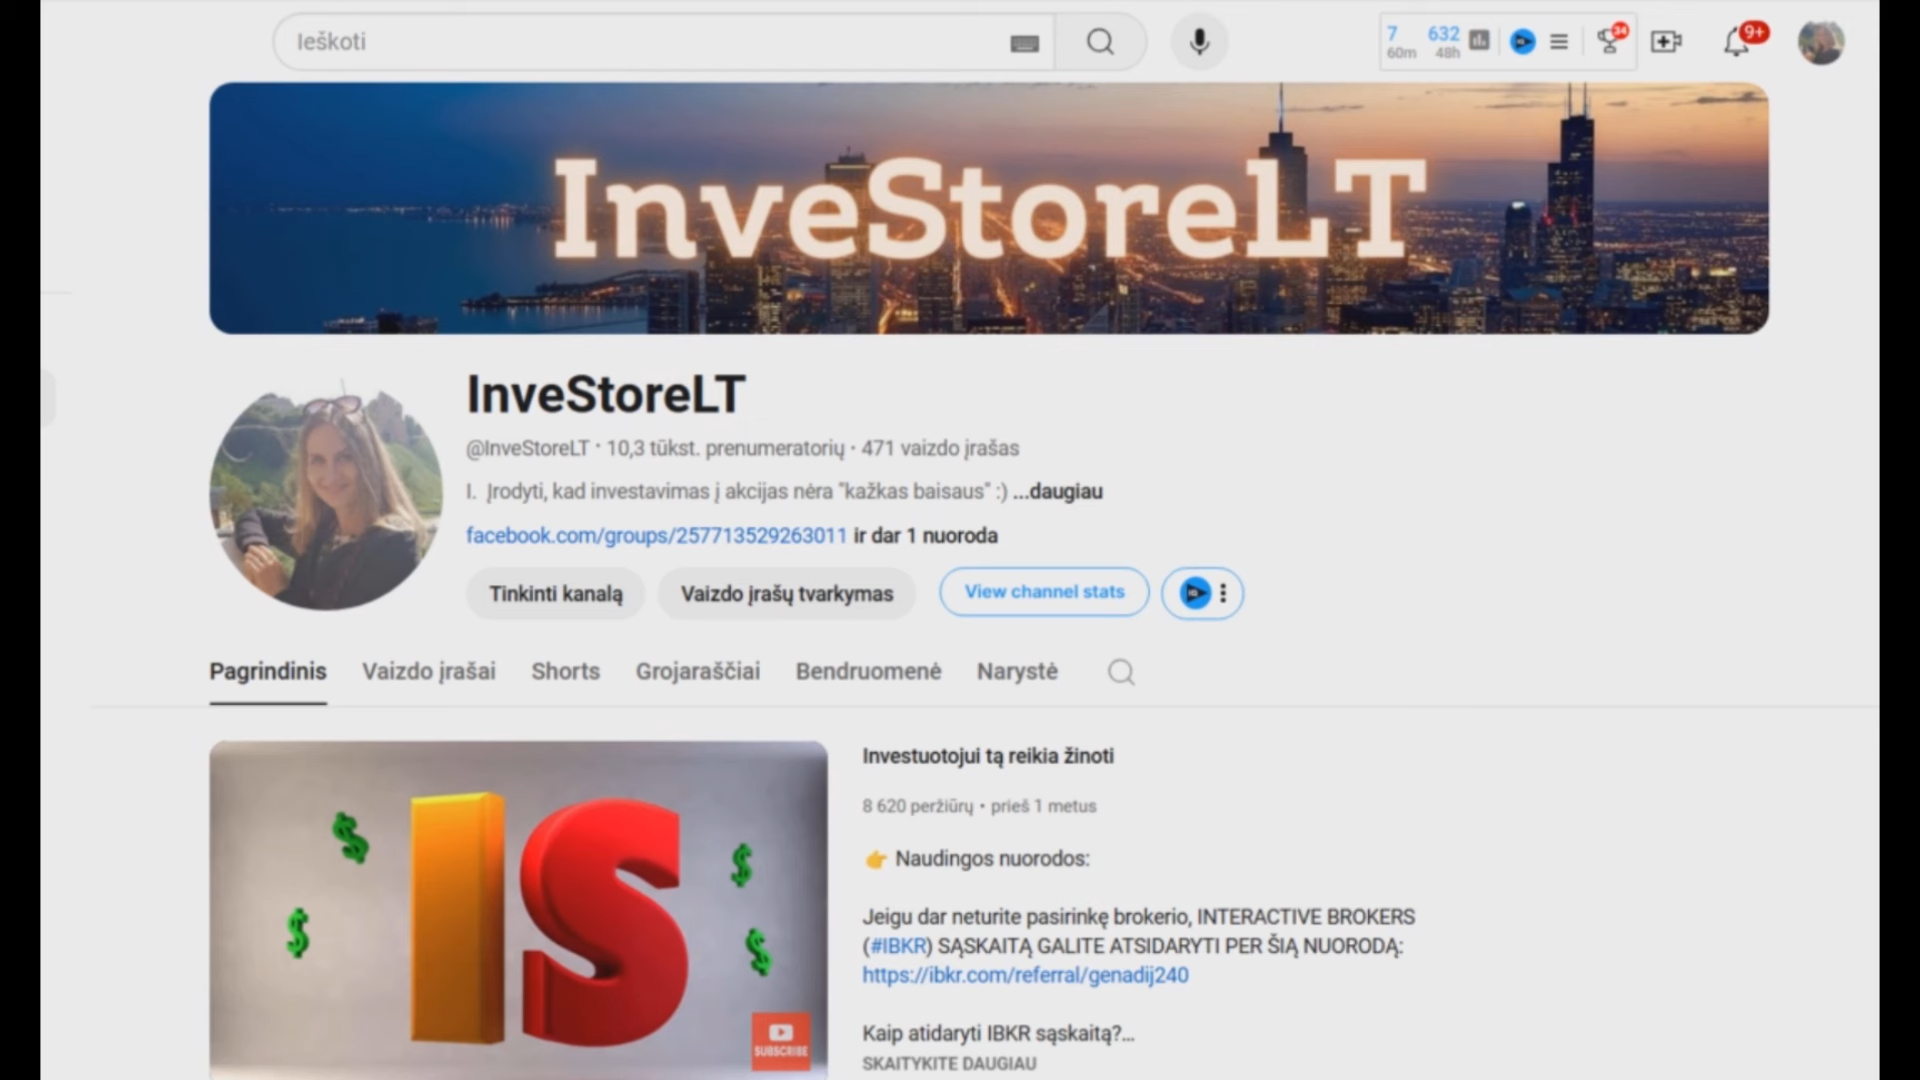 Ieškoti
7 632
60m 48h
34
9+
InveStoreLT
InveStoreLT
@InveStoreLT · 10,3 tūkst. prenumeratorių · 471 vaizdo įrašas
I. Įrodyti, kad investavimas į akcijas nėra "kažkas baisaus" :) ...daugiau
facebook.com/groups/257713529263011 ir dar 1 nuoroda
Tinkinti kanalą
Vaizdo įrašų tvarkymas
View channel stats
Pagrindinis Vaizdo įrašai Shorts Grojaraščiai Bendruomenė Narystė
IS
$
$
$
$
SUBSCRIBE
Investuotojui tą reikia žinoti
8 620 peržiūrų • prieš 1 metus
👉 Naudingos nuorodos:
Jeigu dar neturite pasirinkę brokerio, INTERACTIVE BROKERS
(#IBKR) SĄSKAITĄ GALITE ATSIDARYTI PER ŠIĄ NUORODĄ:
https://ibkr.com/referral/genadij240
Kaip atidaryti IBKR sąskaitą?...
SKAITYKITE DAUGIAU